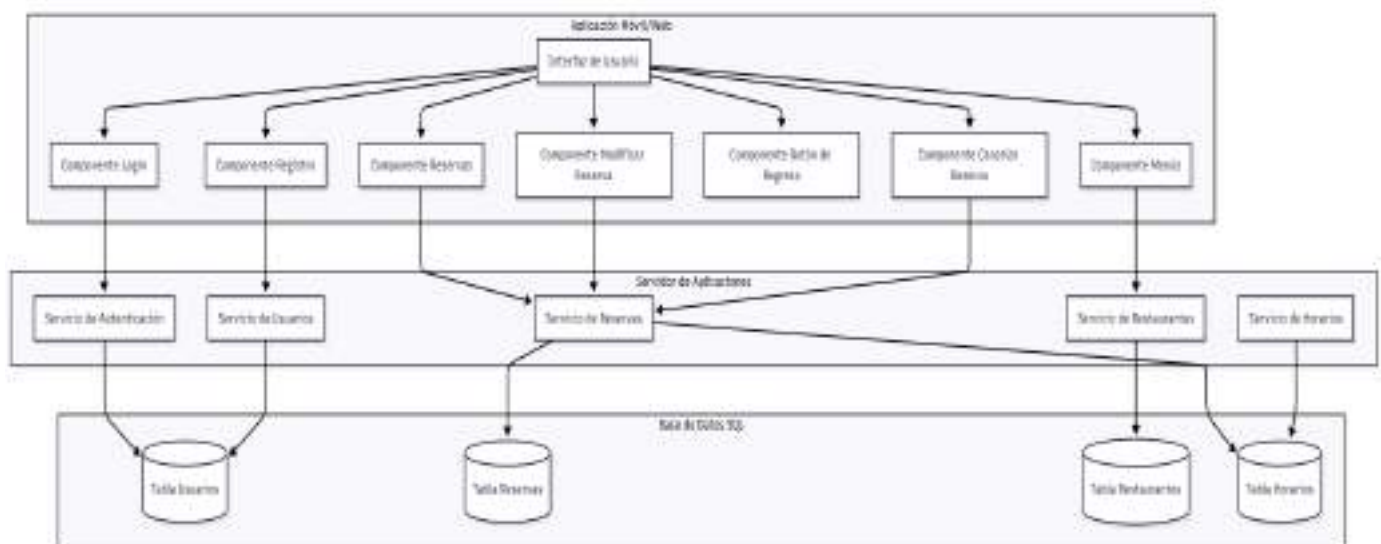 Aplicación Móvil/Web
Interfaz de Usuario
Componente Login
Componente Registro
Componente Reservas
Componente Modificar
Reserva
Componente Botón de
Regreso
Componente Cancelar
Reserva
Componente Menús
Servidor de Aplicaciones
Servicio de Autenticación
Servicio de Usuarios
Servicio de Reservas
Servicio de Restaurantes
Servicio de Horarios
Base de Datos SQL
Tabla Usuarios
Tabla Reservas
Tabla Restaurantes
Tabla Horarios